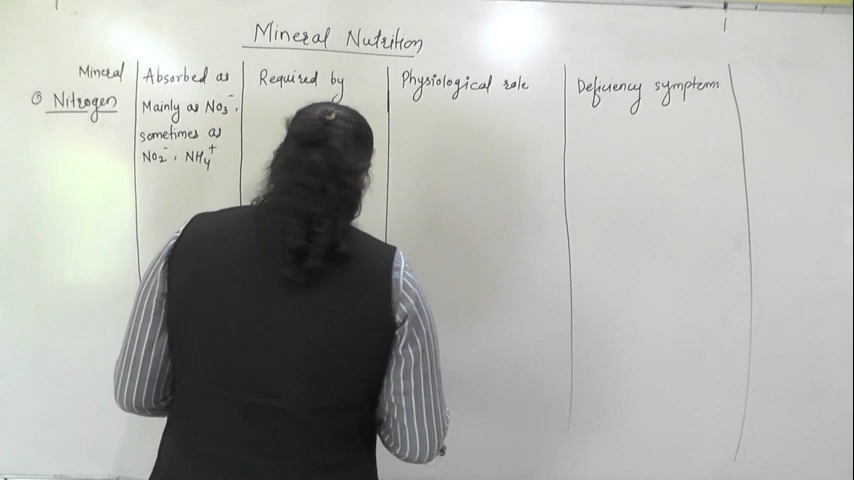 Mineral Nutrition
Mineral
Absorbed as
Required by
Physiological role
Deficiency symptoms
① Nitrogen
Mainly as NO₃⁻,
sometimes as
NO₂⁻, NH₄⁺